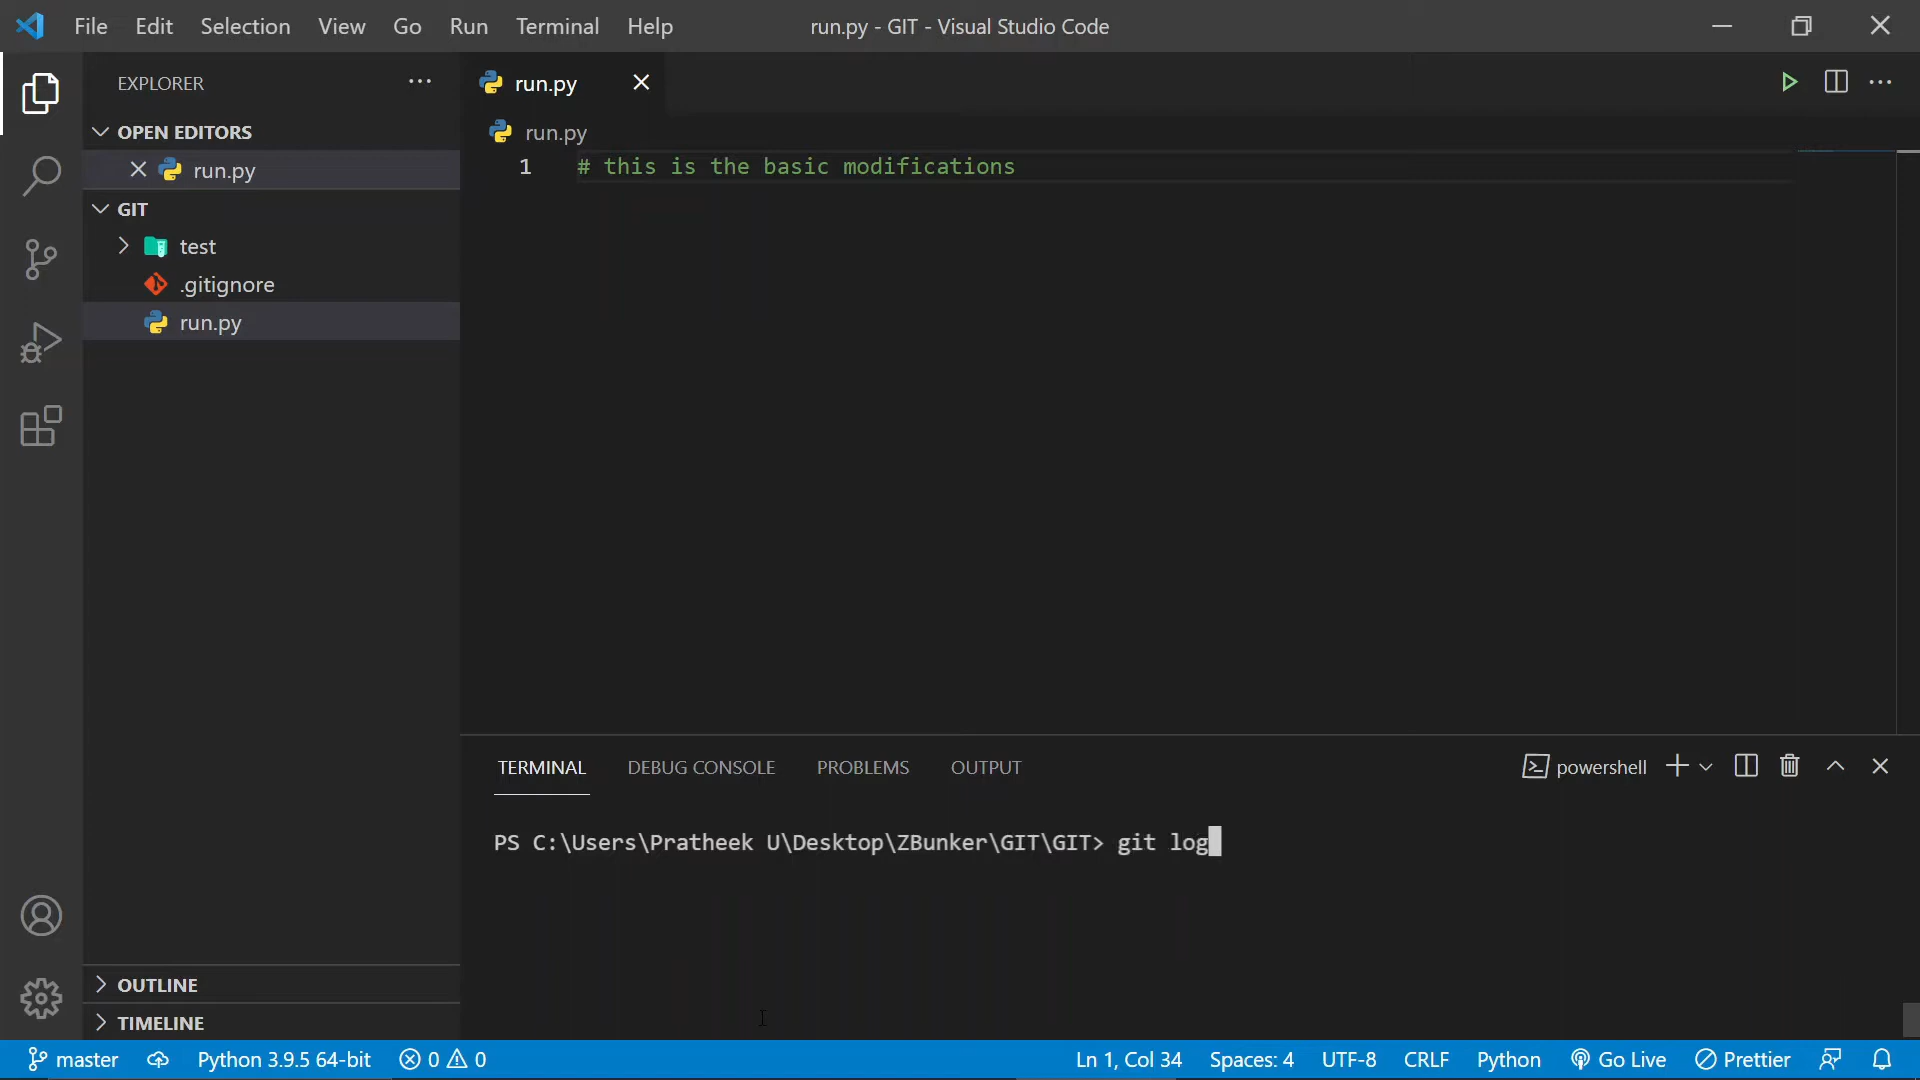 File Edit Selection View Go Run Terminal Help
run.py - GIT - Visual Studio Code
EXPLORER
OPEN EDITORS
run.py
GIT
test
.gitignore
run.py
OUTLINE
TIMELINE
run.py
run.py
1 # this is the basic modifications
TERMINAL DEBUG CONSOLE PROBLEMS OUTPUT
powershell
PS C:\Users\Pratheek U\Desktop\ZBunker\GIT\GIT> git log
master Python 3.9.5 64-bit 0 0 Ln 1, Col 34 Spaces: 4 UTF-8 CRLF Python Go Live Prettier